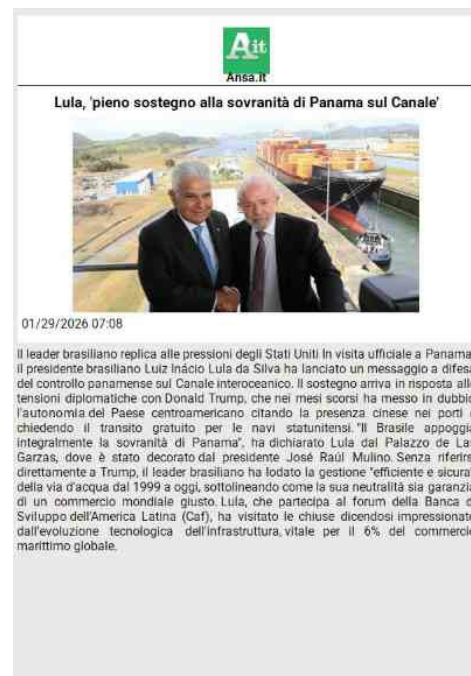 Ait
Ansa.it
Lula, 'pieno sostegno alla sovranità di Panama sul Canale'
01/29/2026 07:08
Il leader brasiliano replica alle pressioni degli Stati Uniti In visita ufficiale a Panama,
il presidente brasiliano Luiz Inácio Lula da Silva ha lanciato un messaggio a difesa
del controllo panamense sul Canale interoceanico. Il sostegno arriva in risposta alle
tensioni diplomatiche con Donald Trump, che nei mesi scorsi ha messo in dubbio
l'autonomia del Paese centroamericano citando la presenza cinese nei porti e
chiedendo il transito gratuito per le navi statunitensi. "Il Brasile appoggia
integralmente la sovranità di Panama", ha dichiarato Lula dal Palazzo de Las
Garzas, dove è stato decorato dal presidente José Raúl Mulino. Senza riferirsi
direttamente a Trump, il leader brasiliano ha lodato la gestione "efficiente e sicura"
della via d'acqua dal 1999 a oggi, sottolineando come la sua neutralità sia garanzia
di un commercio mondiale giusto. Lula, che partecipa al forum della Banca di
Sviluppo dell'America Latina (Caf), ha visitato le chiuse dicendosi impressionato
dall'evoluzione tecnologica dell'infrastruttura, vitale per il 6% del commercio
marittimo globale.